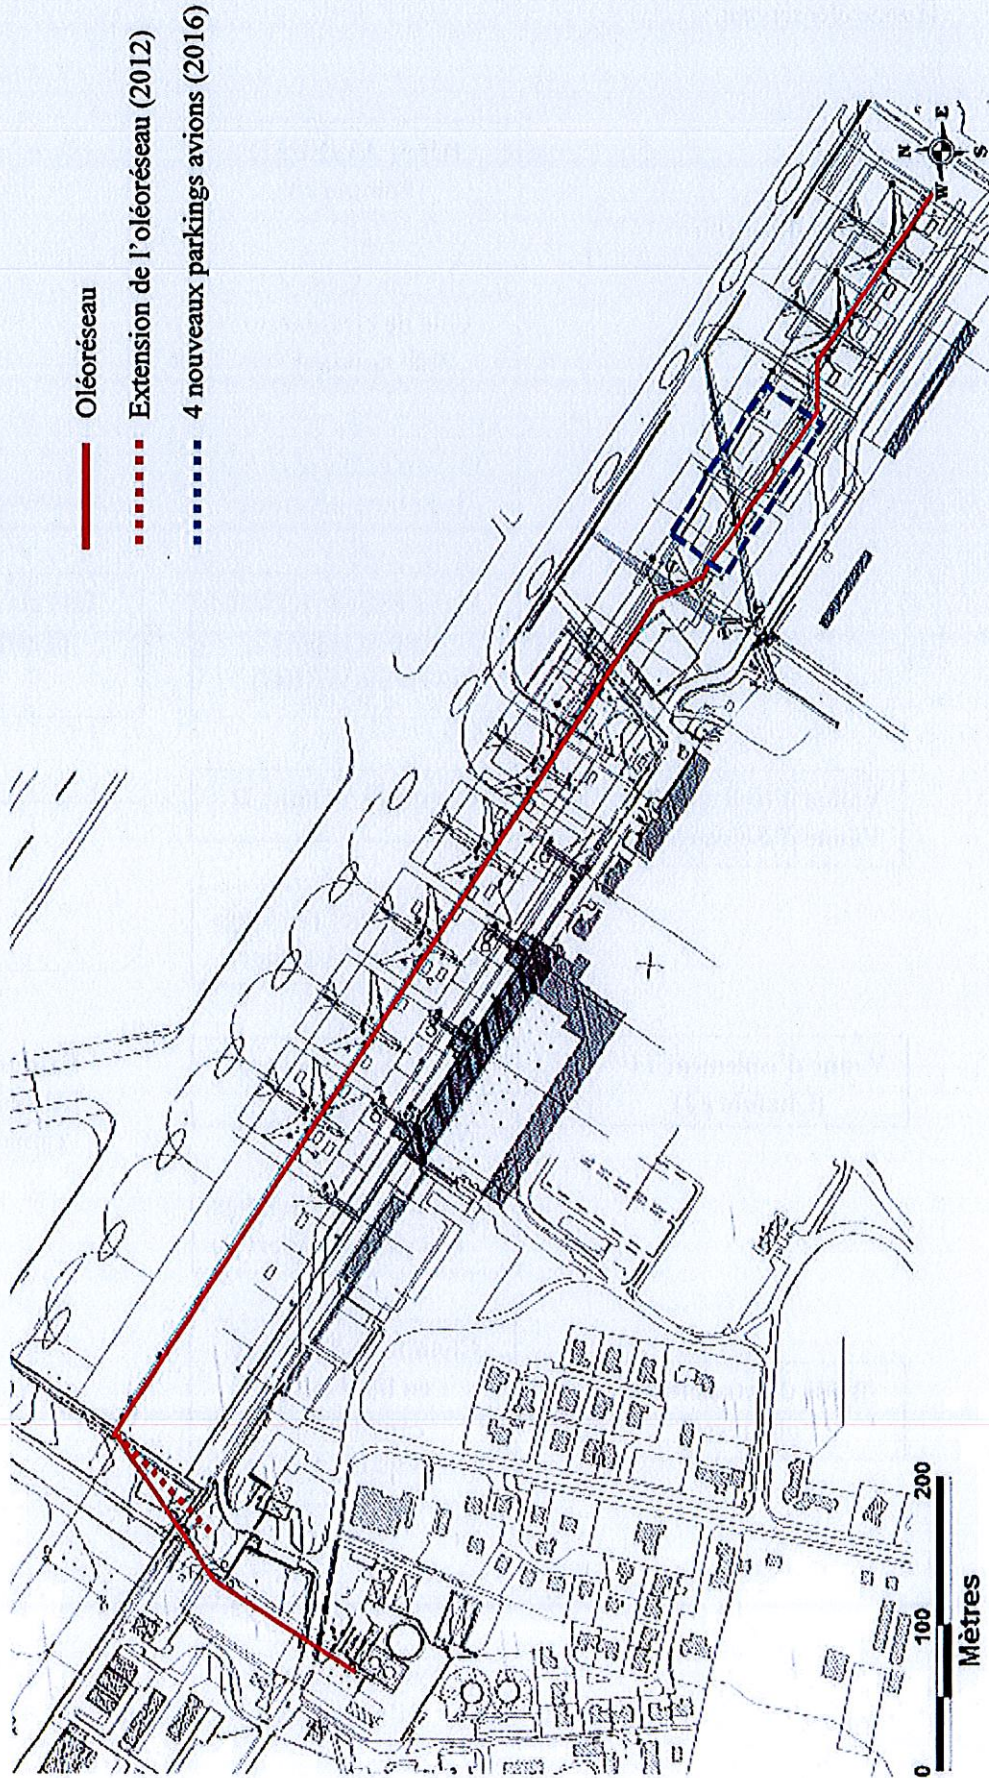 Oléoréseau
Extension de l'oléoréseau (2012)
4 nouveaux parkings avions (2016)
N
W
E
S
0
100
200
Mètres